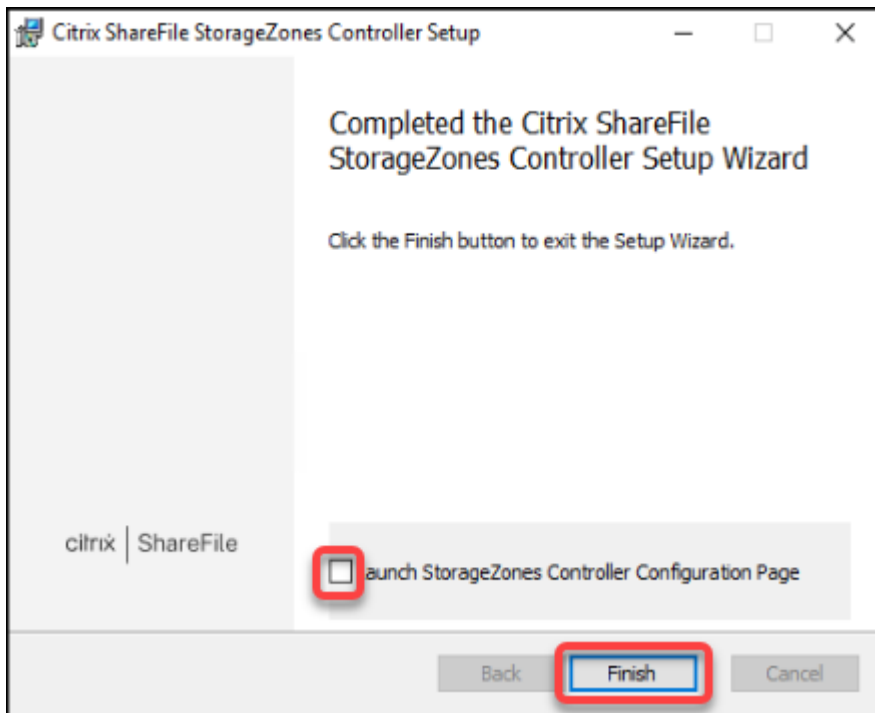 Citrix ShareFile StorageZones Controller Setup
Completed the Citrix ShareFile
StorageZones Controller Setup Wizard
Click the Finish button to exit the Setup Wizard.
citrix | ShareFile
aunch StorageZones Controller Configuration Page
Back Finish Cancel